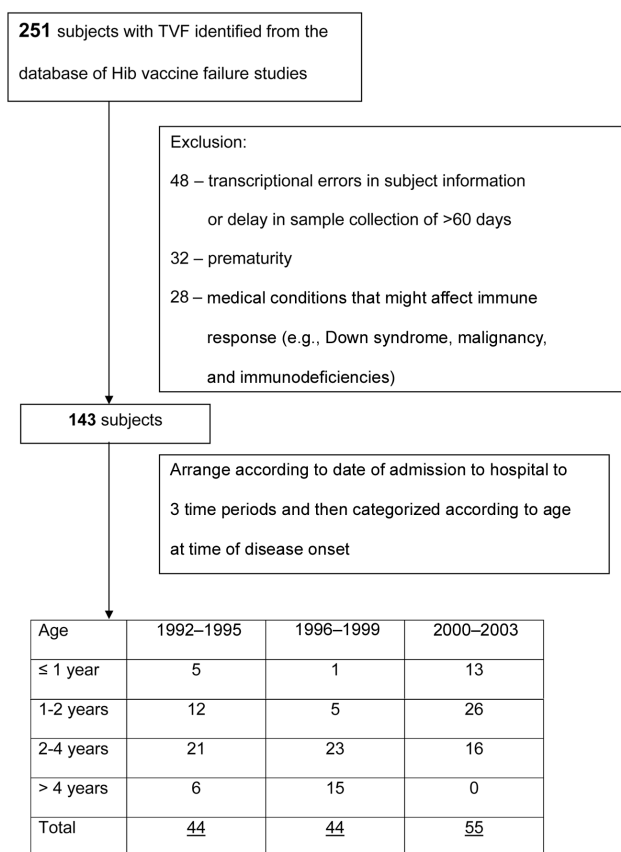 251 subjects with TVF identified from the
database of Hib vaccine failure studies
Exclusion:
48 – transcriptional errors in subject information
or delay in sample collection of >60 days
32 – prematurity
28 – medical conditions that might affect immune
response (e.g., Down syndrome, malignancy,
and immunodeficiencies)
143 subjects
Arrange according to date of admission to hospital to
3 time periods and then categorized according to age
at time of disease onset
Age 1992–1995 1996–1999 2000–2003
≤ 1 year 5 1 13
1-2 years 12 5 26
2-4 years 21 23 16
> 4 years 6 15 0
Total 44 44 55